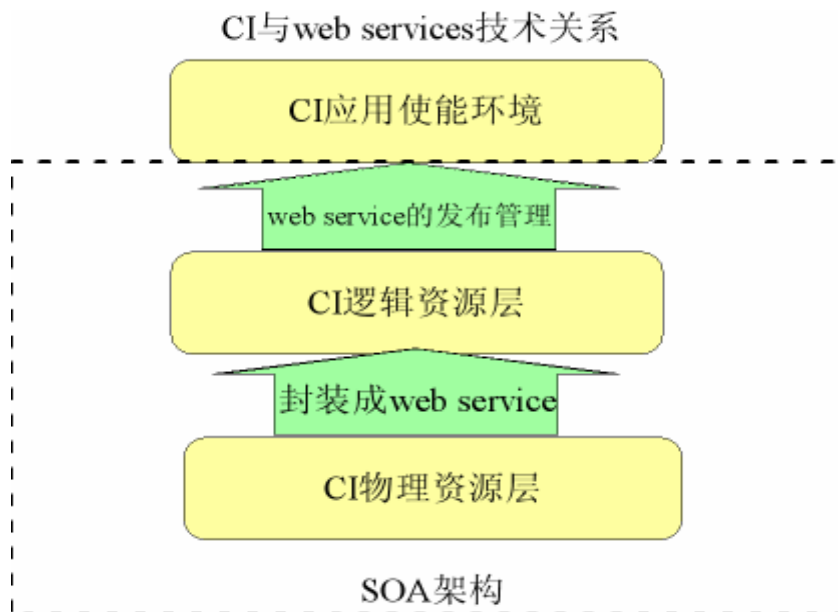 CI与web services技术关系
CI应用使能环境
web service的发布管理
CI逻辑资源层
封装成web service
CI物理资源层
SOA架构